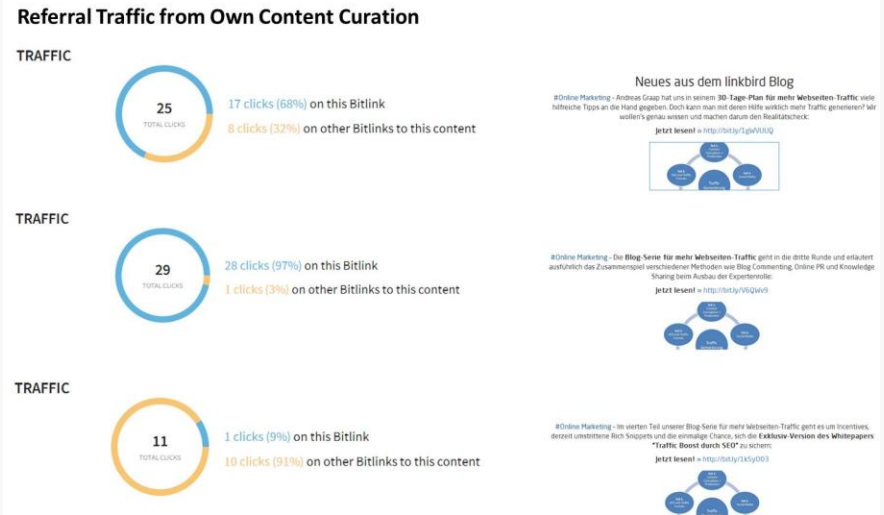 Referral Traffic from Own Content Curation
TRAFFIC
25
TOTAL CLICKS
17 clicks (68%) on this Bitlink
8 clicks (32%) on other Bitlinks to this content
Neues aus dem linkbird Blog
#Online Marketing - Andreas Graap hat uns in seinem 30-Tage-Plan für mehr Webseiten-Traffic viele
hilfreiche Tipps an die Hand gegeben. Doch kann man mit deren Hilfe wirklich mehr Traffic generieren? Wir
wollen's genau wissen und machen darum den Realitätscheck:
Jetzt lesen! » http://bit.ly/1gWVUUQ
Traffic
TRAFFIC
29
TOTAL CLICKS
28 clicks (97%) on this Bitlink
1 clicks (3%) on other Bitlinks to this content
#Online Marketing - Die Blog-Serie für mehr Webseiten-Traffic geht in die dritte Runde und erläutert
ausführlich das Zusammenspiel verschiedener Methoden wie Blog Commenting, Online PR und Knowledge
Sharing beim Ausbau der Expertenrolle:
Jetzt lesen! » http://bit.ly/V6QWv9
Traffic
TRAFFIC
11
TOTAL CLICKS
1 clicks (9%) on this Bitlink
10 clicks (91%) on other Bitlinks to this content
#Online Marketing - Im vierten Teil unserer Blog-Serie für mehr Webseiten-Traffic geht es um Incentives,
derzeit umstrittene Rich Snippets und die einmalige Chance, sich die Exklusiv-Version des Whitepapers
"Traffic Boost durch SEO" zu sichern:
Jetzt lesen! » http://bit.ly/1kSyOO3
Traffic